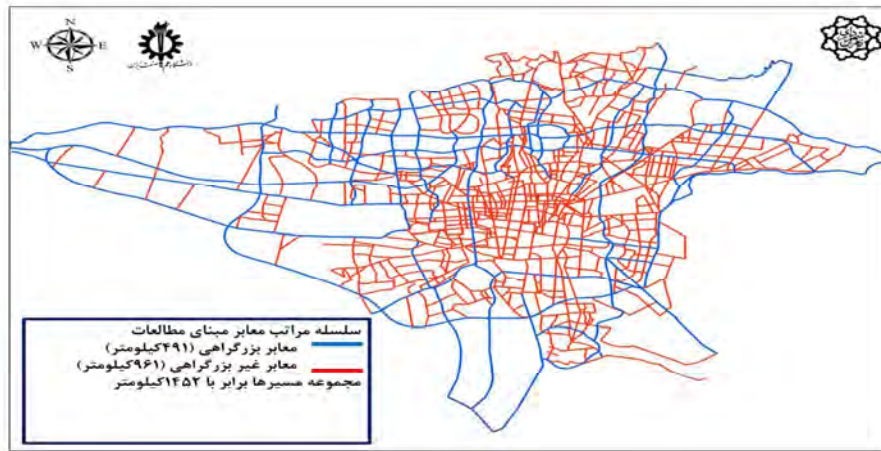 N
W E
S
سلسله مراتب معابر مبنای مطالعات
معابر بزرگراهی (۴۹۱کیلومتر)
معابر غیر بزرگراهی (۹۶۱کیلومتر)
مجموعه مسیرها برابر با ۱۴۵۲کیلومتر